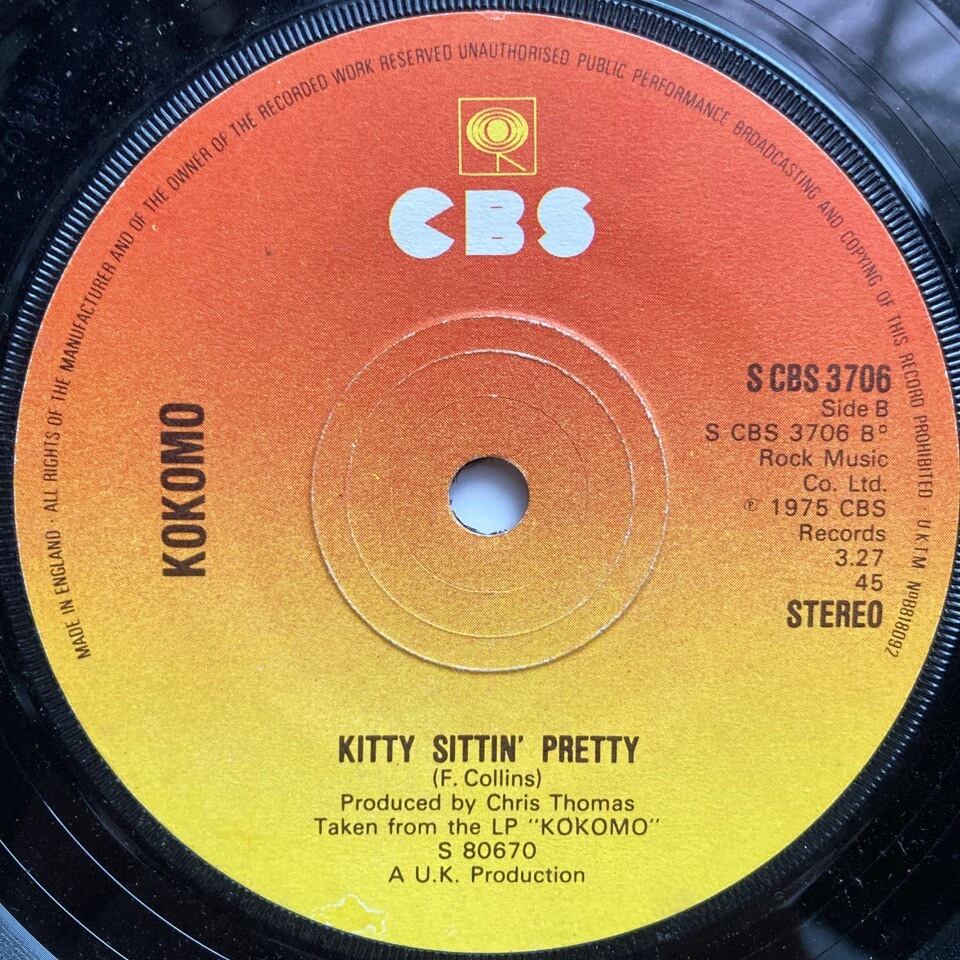 MADE IN ENGLAND · ALL RIGHTS OF THE MANUFACTURER AND OF THE OWNER OF THE RECORDED WORK RESERVED UNAUTHORISED PUBLIC PERFORMANCE BROADCASTING AND COPYING OF THIS RECORD PROHIBITED · U·K·T·M Nº8818092
CBS
KOKOMO
S CBS 3706
Side B
S CBS 3706 B°
Rock Music
Co. Ltd.
℗ 1975 CBS
Records
3.27
45
STEREO
KITTY SITTIN' PRETTY
(F. Collins)
Produced by Chris Thomas
Taken from the LP "KOKOMO"
S 80670
A U.K. Production